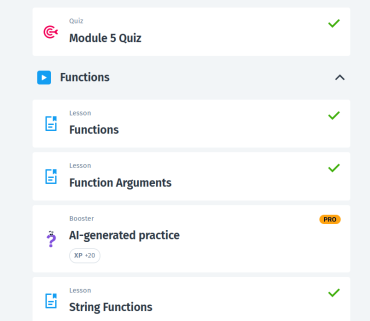 Quiz
Module 5 Quiz
Functions
Lesson
Functions
Lesson
Function Arguments
Booster
PRO
AI-generated practice
XP +20
Lesson
String Functions